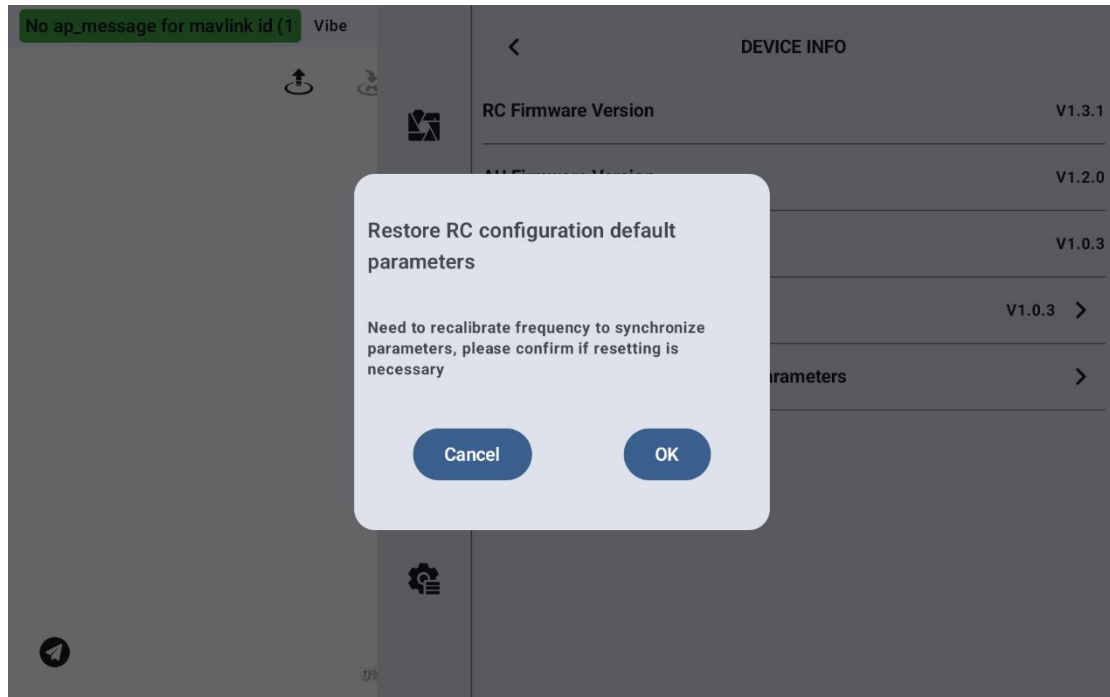 No ap_message for mavlink id (1
Vibe
DEVICE INFO
RC Firmware Version
V1.3.1
V1.2.0
Restore RC configuration default
parameters
V1.0.3
Need to recalibrate frequency to synchronize
parameters, please confirm if resetting is
necessary
V1.0.3
Cancel
OK
0%